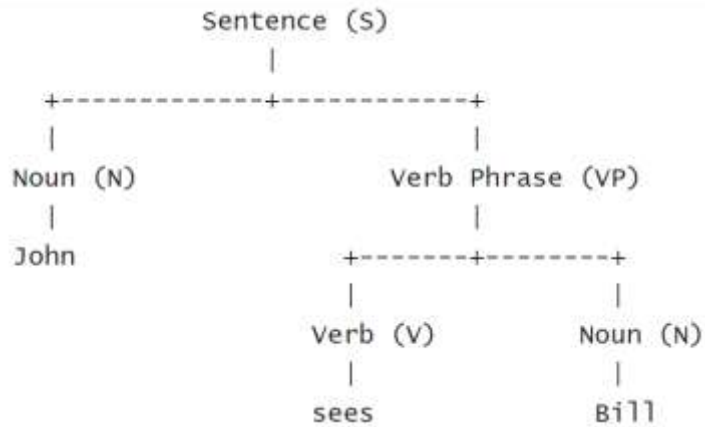 Sentence (S)
|
+--------------+-------------+
| |
Noun (N) Verb Phrase (VP)
| |
John +--------+---------+
| |
Verb (V) Noun (N)
| |
sees Bill